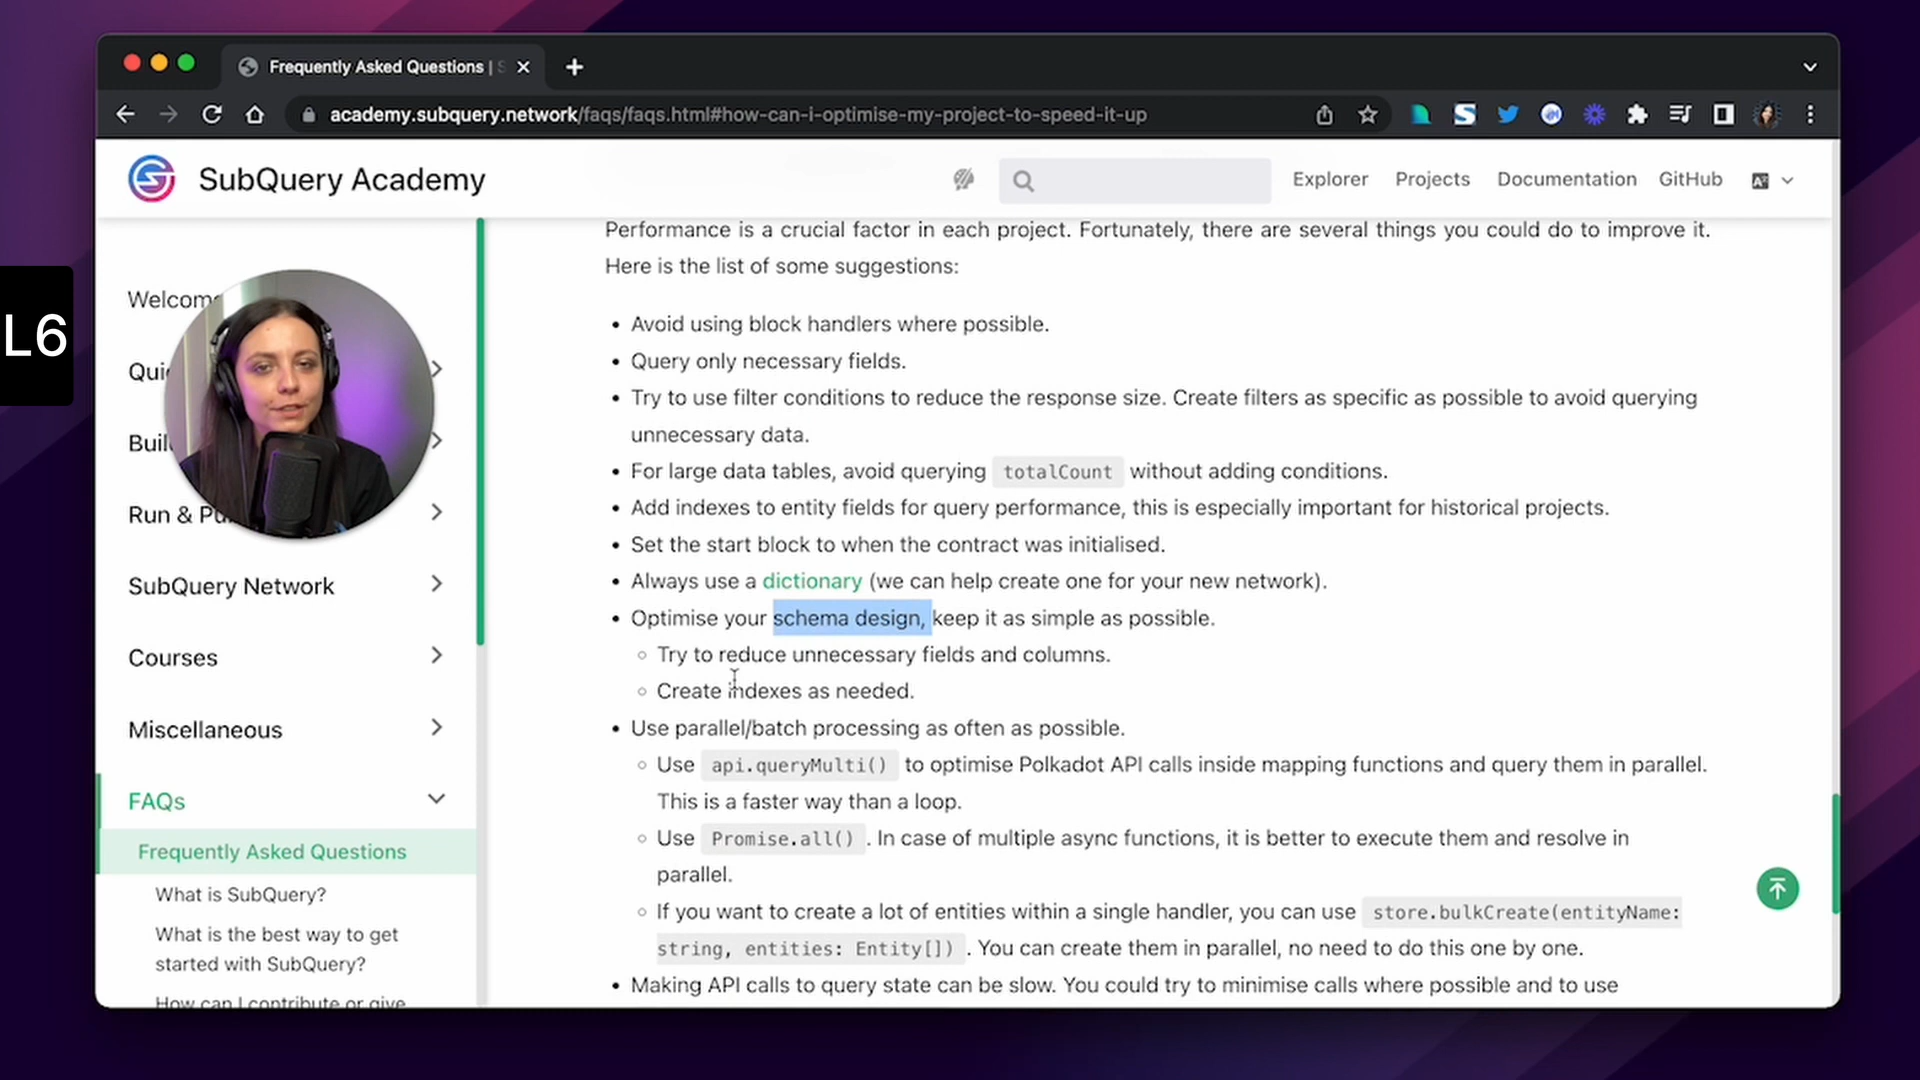 Frequently Asked Questions | S
academy.subquery.network/faqs/faqs.html#how-can-i-optimise-my-project-to-speed-it-up
SubQuery Academy
Explorer
Projects
Documentation
GitHub
L6
Welcome
Quic
Buil
Run & Pu
SubQuery Network
Courses
Miscellaneous
FAQs
Frequently Asked Questions
What is SubQuery?
What is the best way to get
started with SubQuery?
How can I contribute or give
Performance is a crucial factor in each project. Fortunately, there are several things you could do to improve it.
Here is the list of some suggestions:
• Avoid using block handlers where possible.
• Query only necessary fields.
• Try to use filter conditions to reduce the response size. Create filters as specific as possible to avoid querying
unnecessary data.
• For large data tables, avoid querying totalCount without adding conditions.
• Add indexes to entity fields for query performance, this is especially important for historical projects.
• Set the start block to when the contract was initialised.
• Always use a dictionary (we can help create one for your new network).
• Optimise your schema design, keep it as simple as possible.
◦ Try to reduce unnecessary fields and columns.
◦ Create indexes as needed.
• Use parallel/batch processing as often as possible.
◦ Use api.queryMulti() to optimise Polkadot API calls inside mapping functions and query them in parallel.
This is a faster way than a loop.
◦ Use Promise.all() . In case of multiple async functions, it is better to execute them and resolve in
parallel.
◦ If you want to create a lot of entities within a single handler, you can use store.bulkCreate(entityName:
string, entities: Entity[]) . You can create them in parallel, no need to do this one by one.
• Making API calls to query state can be slow. You could try to minimise calls where possible and to use